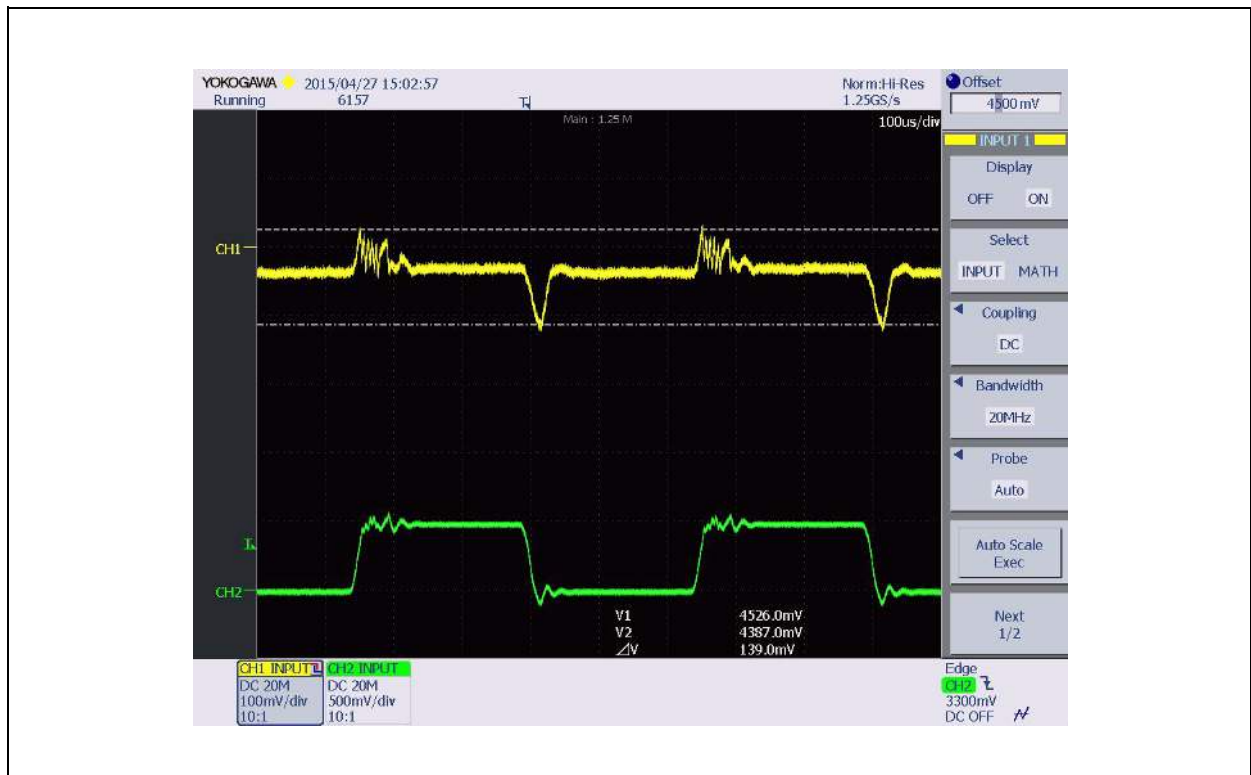 YOKOGAWA 2015/04/27 15:02:57 Norm:Hi-Res
Running 6157 1.25GS/s
Main : 1.25 M
100us/div
CH1
CH2
V1 4526.0mV
V2 4387.0mV
⊿V 139.0mV
Offset
4500 mV
INPUT 1
Display
OFF ON
Select
INPUT MATH
Coupling
DC
Bandwidth
20MHz
Probe
Auto
Auto Scale
Exec
Next
1/2
CH1 INPUT
DC 20M
100mV/div
10:1
CH2 INPUT
DC 20M
500mV/div
10:1
Edge
CH2
3300mV
DC OFF